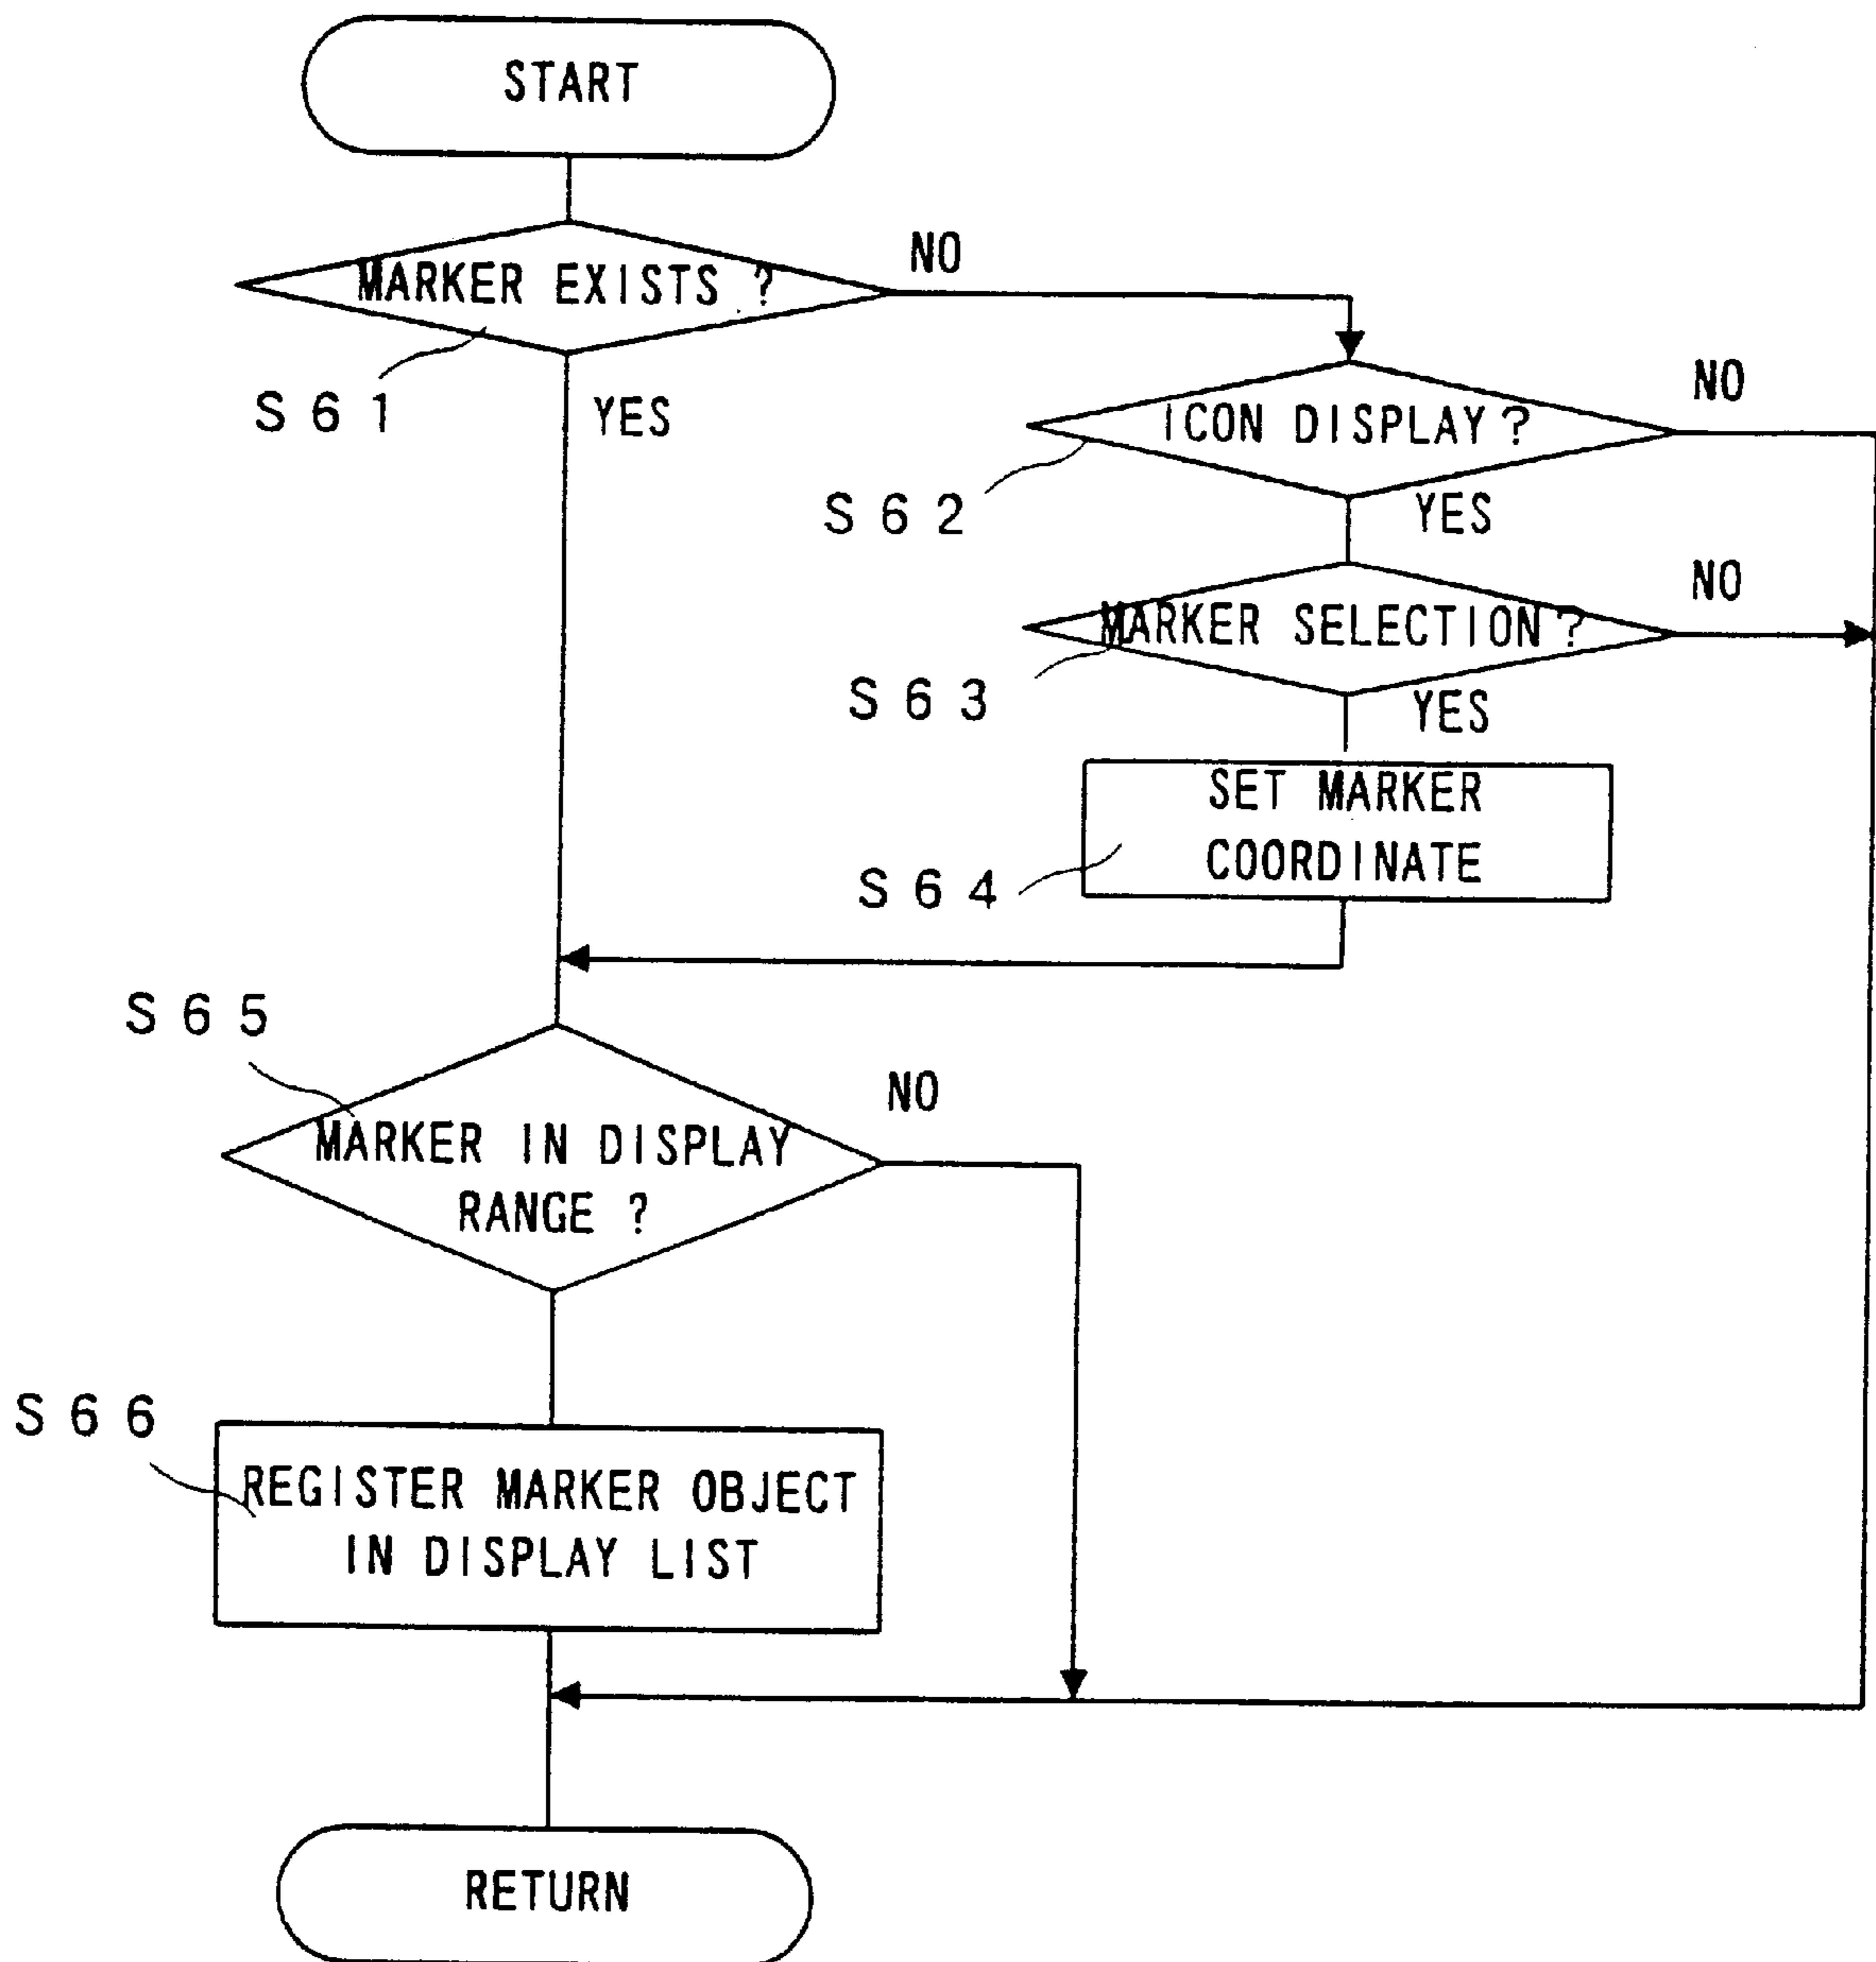 START
MARKER EXISTS ?
NO
S 6 1
YES
ICON DISPLAY ?
NO
S 6 2
YES
MARKER SELECTION ?
NO
S 6 3
YES
SET MARKER
COORDINATE
S 6 4
S 6 5
MARKER IN DISPLAY
RANGE ?
NO
S 6 6
REGISTER MARKER OBJECT
IN DISPLAY LIST
RETURN